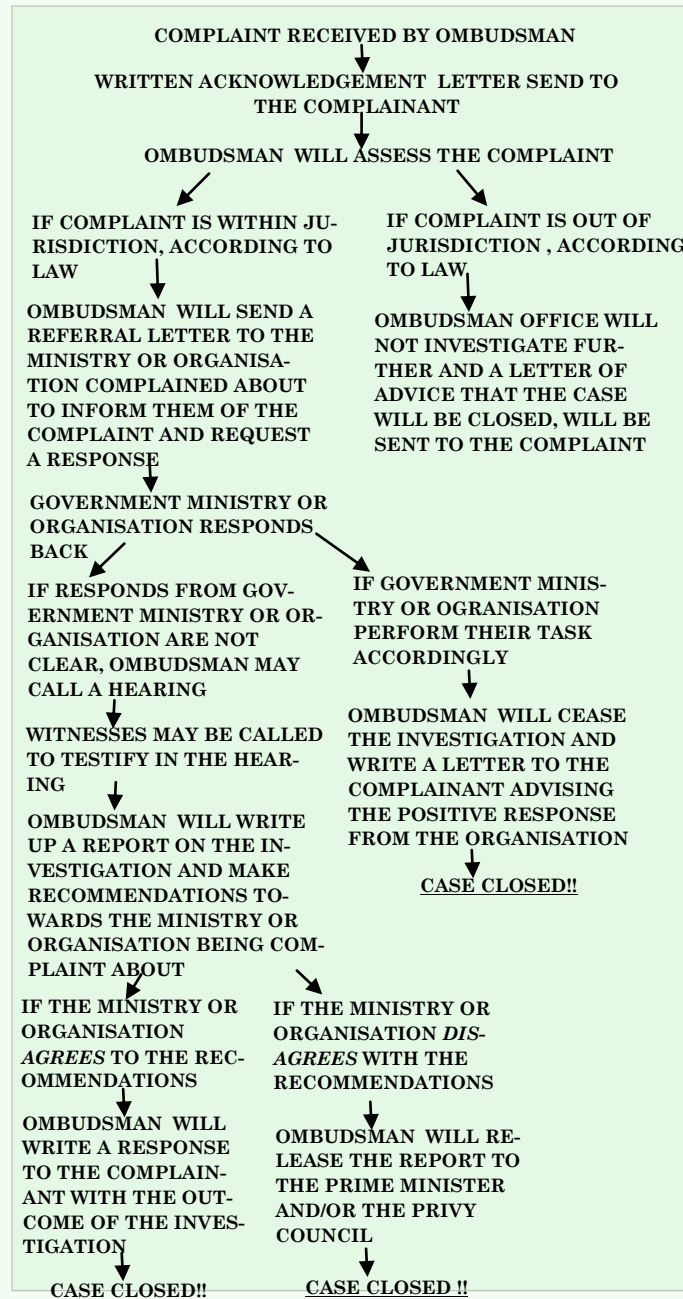 COMPLAINT RECEIVED BY OMBUDSMAN
WRITTEN ACKNOWLEDGEMENT LETTER SEND TO
THE COMPLAINANT
OMBUDSMAN WILL ASSESS THE COMPLAINT
IF COMPLAINT IS WITHIN JU-
RISDICTION, ACCORDING TO
LAW
IF COMPLAINT IS OUT OF
JURISDICTION , ACCORDING
TO LAW
OMBUDSMAN WILL SEND A
REFERRAL LETTER TO THE
MINISTRY OR ORGANISA-
TION COMPLAINED ABOUT
TO INFORM THEM OF THE
COMPLAINT AND REQUEST
A RESPONSE
OMBUDSMAN OFFICE WILL
NOT INVESTIGATE FUR-
THER AND A LETTER OF
ADVICE THAT THE CASE
WILL BE CLOSED, WILL BE
SENT TO THE COMPLAINT
GOVERNMENT MINISTRY OR
ORGANISATION RESPONDS
BACK
IF RESPONDS FROM GOV-
ERNMENT MINISTRY OR OR-
GANISATION ARE NOT
CLEAR, OMBUDSMAN MAY
CALL A HEARING
IF GOVERNMENT MINIS-
TRY OR OGRANISATION
PERFORM THEIR TASK
ACCORDINGLY
WITNESSES MAY BE CALLED
TO TESTIFY IN THE HEAR-
ING
OMBUDSMAN WILL CEASE
THE INVESTIGATION AND
WRITE A LETTER TO THE
COMPLAINANT ADVISING
THE POSITIVE RESPONSE
FROM THE ORGANISATION
CASE CLOSED!!
OMBUDSMAN WILL WRITE
UP A REPORT ON THE IN-
VESTIGATION AND MAKE
RECOMMENDATIONS TO-
WARDS THE MINISTRY OR
ORGANISATION BEING COM-
PLAINT ABOUT
IF THE MINISTRY OR
ORGANISATION
AGREES TO THE REC-
OMMENDATIONS
IF THE MINISTRY OR
ORGANISATION DIS-
AGREES WITH THE
RECOMMENDATIONS
OMBUDSMAN WILL
WRITE A RESPONSE
TO THE COMPLAIN-
ANT WITH THE OUT-
COME OF THE INVES-
TIGATION
OMBUDSMAN WILL RE-
LEASE THE REPORT TO
THE PRIME MINISTER
AND/OR THE PRIVY
COUNCIL
CASE CLOSED!!
CASE CLOSED !!